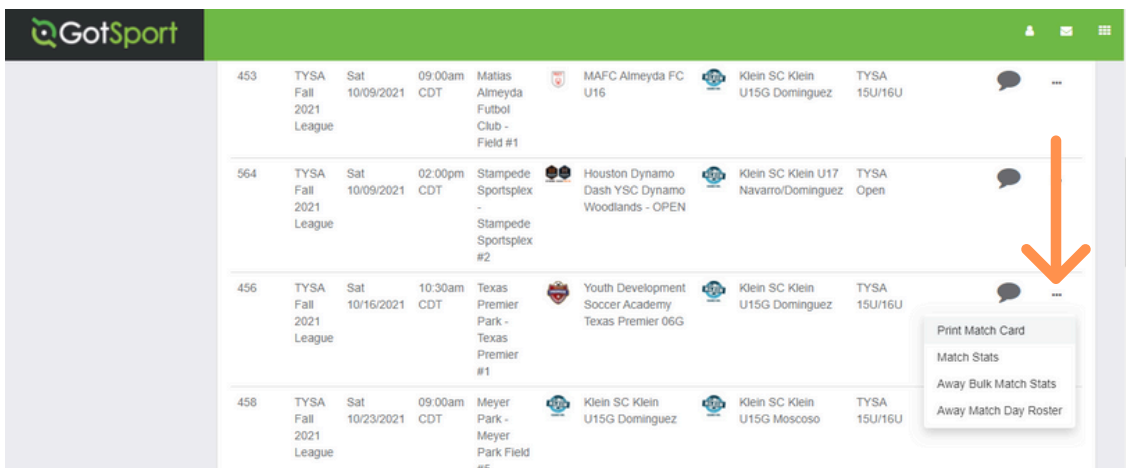 GotSport
453 TYSA Sat 09:00am Matias MAFC Almeyda FC Klein SC Klein TYSA
Fall 10/09/2021 CDT Almeyda U16 U15G Dominguez 15U/16U
2021 Futbol
League Club -
Field #1
564 TYSA Sat 02:00pm Stampede Houston Dynamo Klein SC Klein U17 TYSA
Fall 10/09/2021 CDT Sportsplex Dash YSC Dynamo Navarro/Dominguez Open
2021 - Woodlands - OPEN
League Stampede
Sportsplex
#2
456 TYSA Sat 10:30am Texas Youth Development Klein SC Klein TYSA
Fall 10/16/2021 CDT Premier Soccer Academy U15G Dominguez 15U/16U
2021 Park - Texas Premier 06G
League Texas
Premier
#1
Print Match Card
Match Stats
Away Bulk Match Stats
Away Match Day Roster
458 TYSA Sat 09:00am Meyer Klein SC Klein Klein SC Klein TYSA
Fall 10/23/2021 CDT Park - U15G Dominguez U15G Moscoso 15U/16U
2021 Meyer
League Park Field